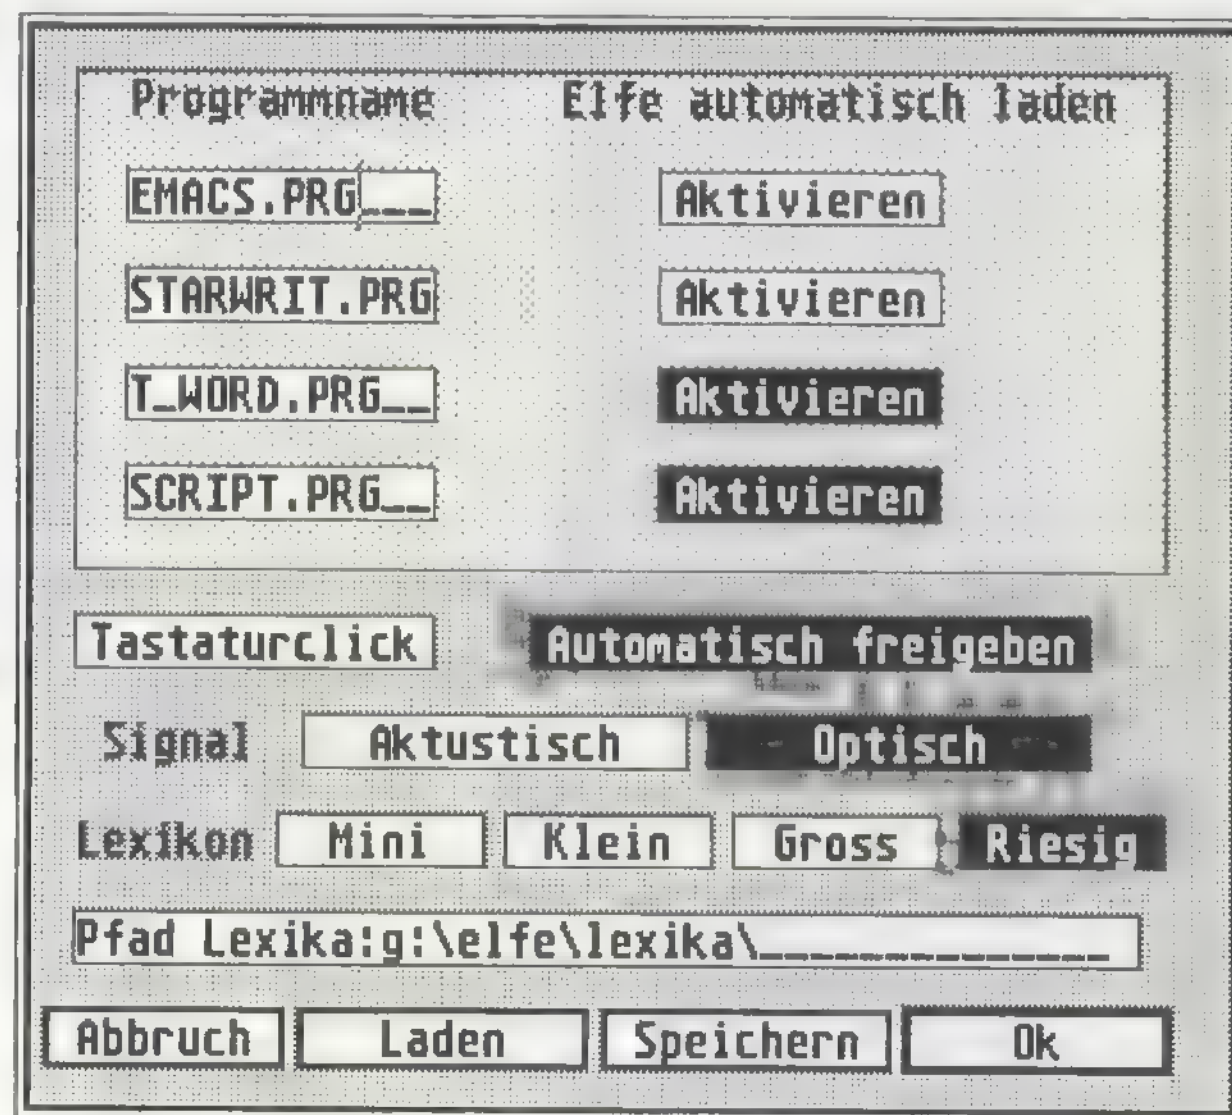 Programmname Elfe automatisch laden
EMACS.PRG___ Aktivieren
STARWRIT.PRG Aktivieren
T_WORD.PRG__ Aktivieren
SCRIPT.PRG__ Aktivieren
Tastaturclick Automatisch freigeben
Signal Aktustisch Optisch
Lexikon Mini Klein Gross Riesig
Pfad Lexika:g:\elfe\lexika\______________
Abbruch Laden Speichern Ok